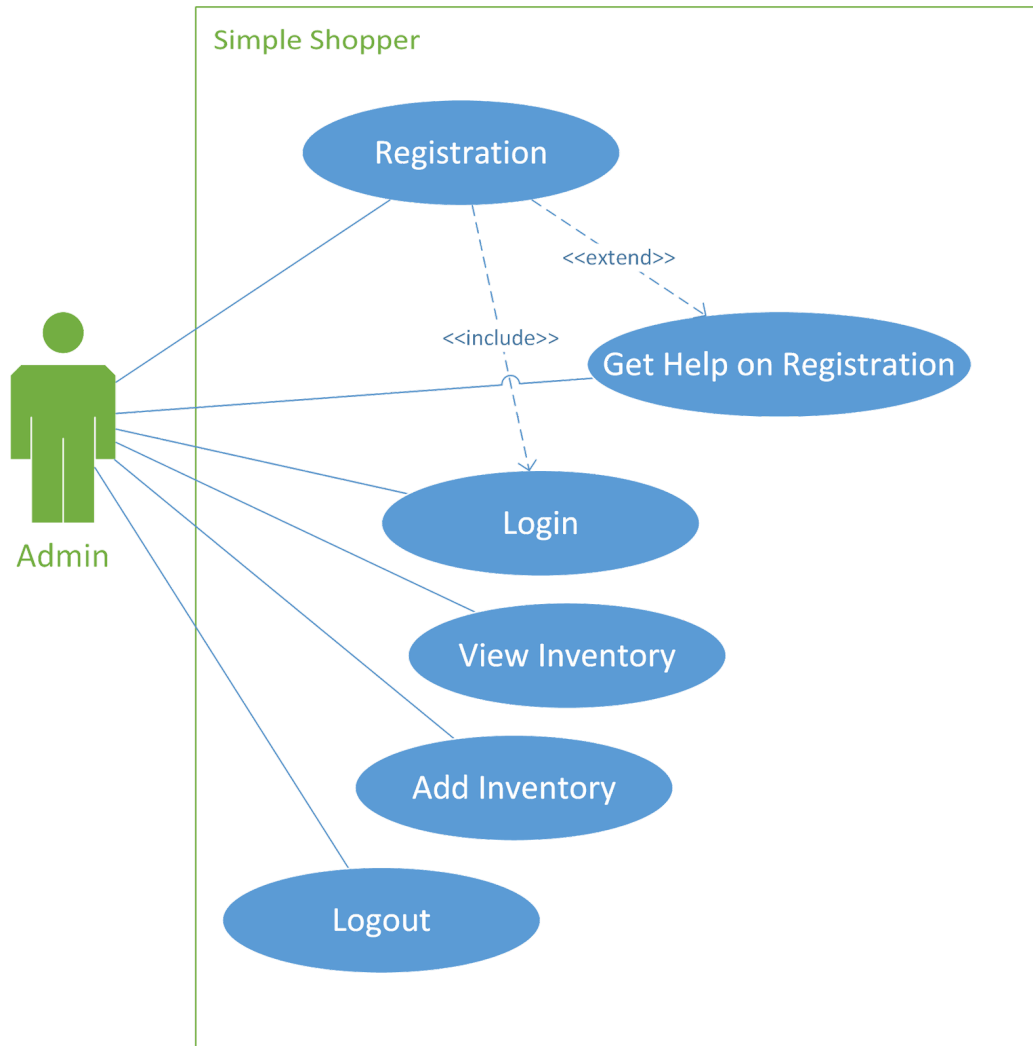 Simple Shopper
Registration
<<extend>>
<<include>>
Get Help on Registration
Login
Admin
View Inventory
Add Inventory
Logout